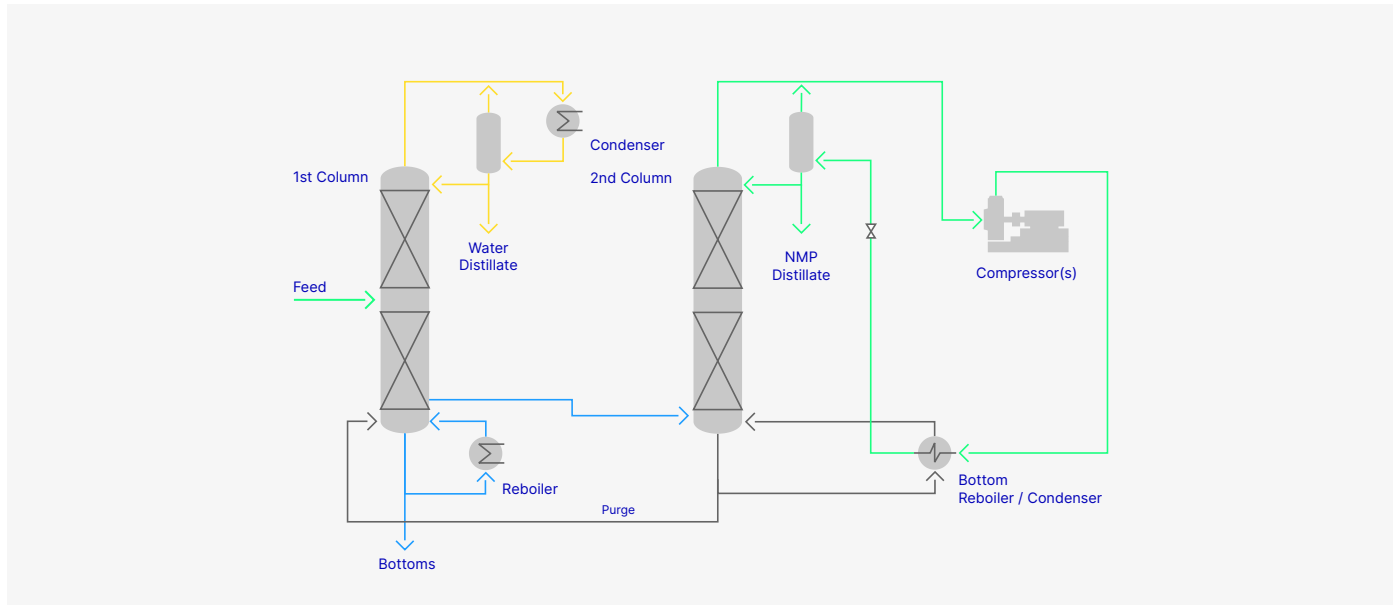 Condenser
1st Column
2nd Column
Water
Distillate
NMP
Distillate
Compressor(s)
Feed
Bottom
Reboiler / Condenser
Reboiler
Purge
Bottoms